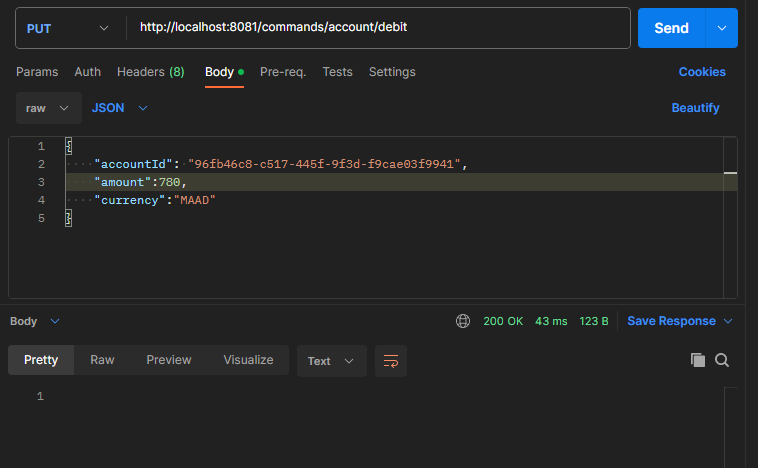 PUT http://localhost:8081/commands/account/debit Send
Params Auth Headers (8) Body Pre-req. Tests Settings Cookies
raw JSON Beautify
1 {
2 "accountId": "96fb46c8-c517-445f-9f3d-f9cae03f9941",
3 "amount":780,
4 "currency":"MAAD"
5 }
Body 200 OK 43 ms 123 B Save Response
Pretty Raw Preview Visualize Text
1